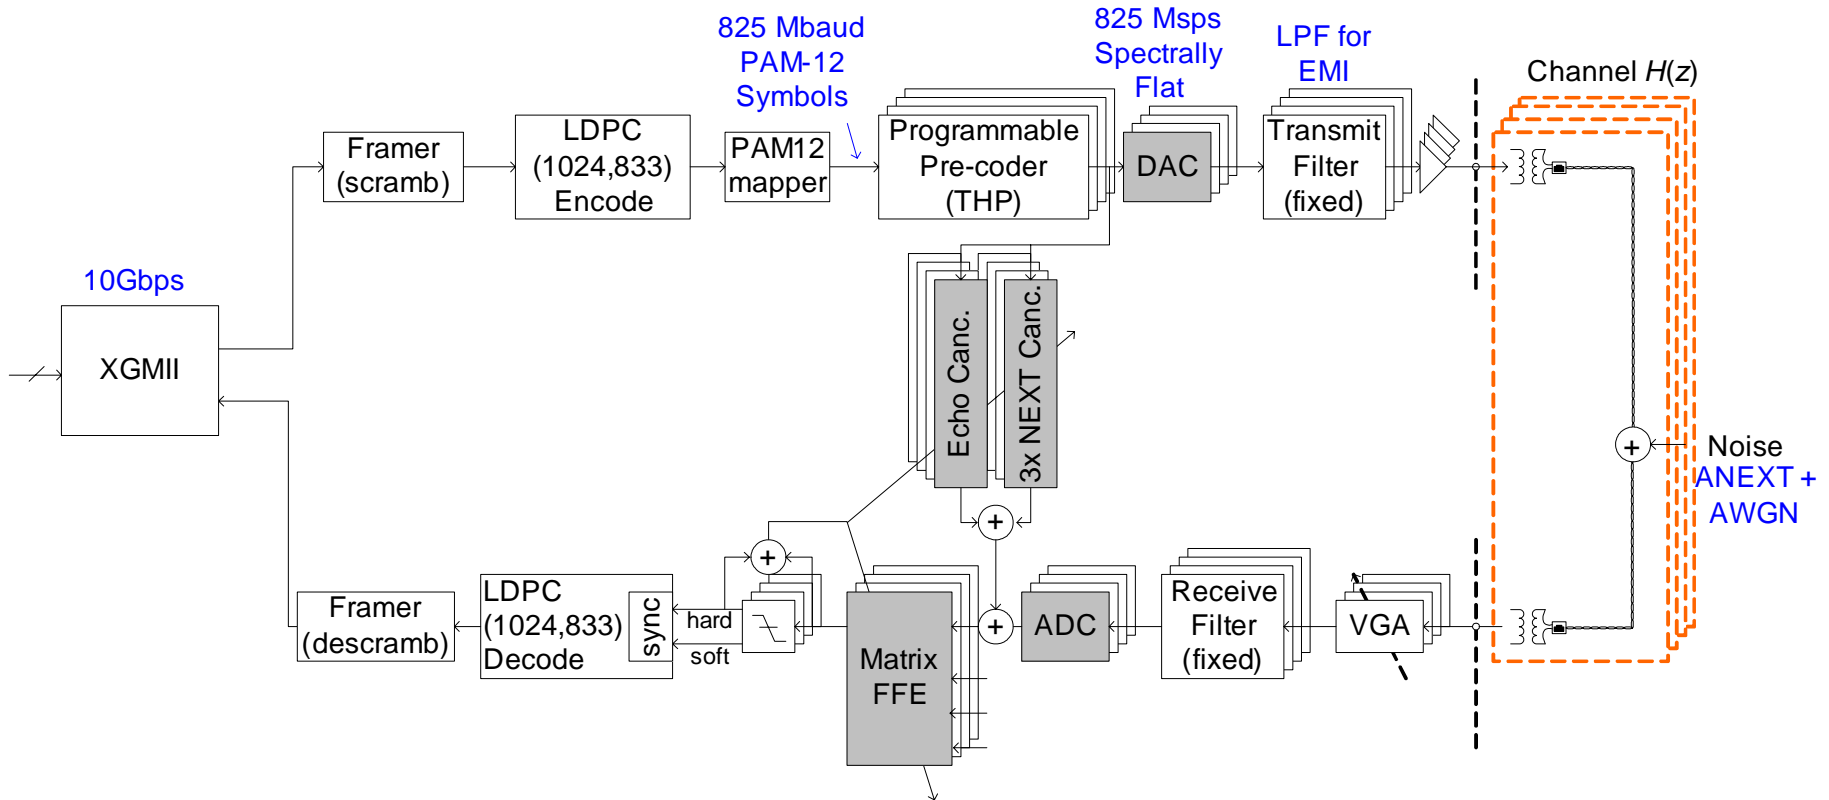 825 Mbaud
PAM-12
Symbols
825 Msps
Spectrally
Flat
LPF for
EMI
Channel H(z)
Framer
(scramb)
LDPC
(1024,833)
Encode
PAM12
mapper
Programmable
Pre-coder
(THP)
DAC
Transmit
Filter
(fixed)
10Gbps
XGMII
Echo Canc.
3x NEXT Canc.
+
Noise
ANEXT +
AWGN
+
+
Framer
(descramb)
LDPC
(1024,833)
Decode
sync
hard
soft
Matrix
FFE
+
ADC
Receive
Filter
(fixed)
VGA